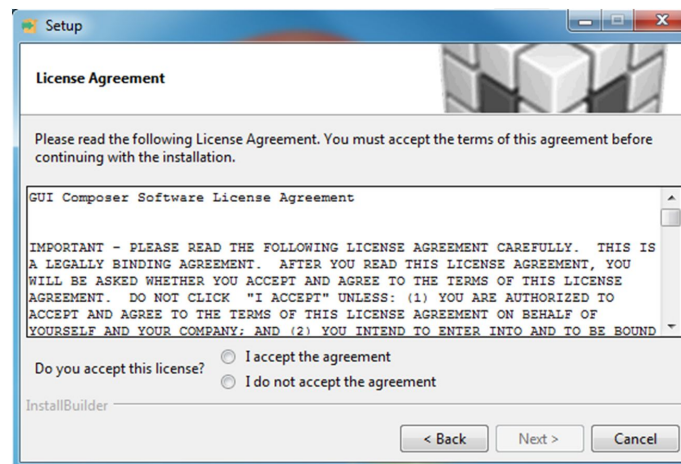 Setup
License Agreement
Please read the following License Agreement. You must accept the terms of this agreement before
continuing with the installation.
GUI Composer Software License Agreement
IMPORTANT - PLEASE READ THE FOLLOWING LICENSE AGREEMENT CAREFULLY. THIS IS
A LEGALLY BINDING AGREEMENT. AFTER YOU READ THIS LICENSE AGREEMENT, YOU
WILL BE ASKED WHETHER YOU ACCEPT AND AGREE TO THE TERMS OF THIS LICENSE
AGREEMENT. DO NOT CLICK "I ACCEPT" UNLESS: (1) YOU ARE AUTHORIZED TO
ACCEPT AND AGREE TO THE TERMS OF THIS LICENSE AGREEMENT ON BEHALF OF
YOURSELF AND YOUR COMPANY; AND (2) YOU INTEND TO ENTER INTO AND TO BE BOUND
Do you accept this license?
I accept the agreement
I do not accept the agreement
InstallBuilder
< Back Next > Cancel